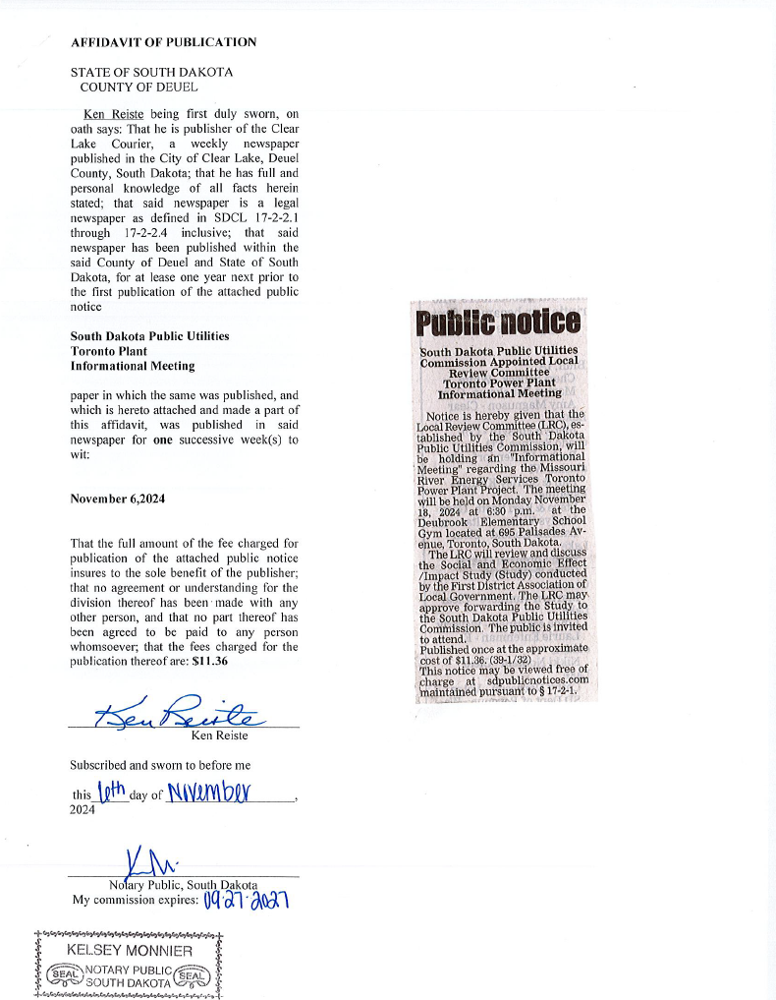 AFFIDAVIT OF PUBLICATION
STATE OF SOUTH DAKOTA
COUNTY OF DEUEL
Ken Reiste being first duly sworn, on
oath says: That he is publisher of the Clear
Lake Courier, a weekly newspaper
published in the City of Clear Lake, Deuel
County, South Dakota; that he has full and
personal knowledge of all facts herein
stated; that said newspaper is a legal
newspaper as defined in SDCL 17-2-2.1
through 17-2-2.4 inclusive; that said
newspaper has been published within the
said County of Deuel and State of South
Dakota, for at lease one year next prior to
the first publication of the attached public
notice
South Dakota Public Utilities
Toronto Plant
Informational Meeting
paper in which the same was published, and
which is hereto attached and made a part of
this affidavit, was published in said
newspaper for one successive week(s) to
wit:
November 6,2024
That the full amount of the fee charged for
publication of the attached public notice
insures to the sole benefit of the publisher;
that no agreement or understanding for the
division thereof has been made with any
other person, and that no part thereof has
been agreed to be paid to any person
whomsoever; that the fees charged for the
publication thereof are: $11.36
Ken Reiste
Ken Reiste
Subscribed and sworn to before me
this 6th day of November,
2024
KM
Notary Public, South Dakota
My commission expires: 09·27·2027
KELSEY MONNIER
SEAL NOTARY PUBLIC SEAL
SOUTH DAKOTA
Public notice
South Dakota Public Utilities
Commission Appointed Local
Review Committee
Toronto Power Plant
Informational Meeting
Notice is hereby given that the
Local Review Committee (LRC), es-
tablished by the South Dakota
Public Utilities Commission, will
be holding an "Informational
Meeting" regarding the Missouri
River Energy Services Toronto
Power Plant Project. The meeting
will be held on Monday November
18, 2024 at 6:30 p.m. at the
Deubrook Elementary School
Gym located at 695 Palisades Av-
enue, Toronto, South Dakota.
The LRC will review and discuss
the Social and Economic Effect
/Impact Study (Study) conducted
by the First District Association of
Local Government. The LRC may
approve forwarding the Study to
the South Dakota Public Utilities
Commission. The public is invited
to attend.
Published once at the approximate
cost of $11.36. (39-1/32)
This notice may be viewed free of
charge at sdpublicnotices.com
maintained pursuant to § 17-2-1.